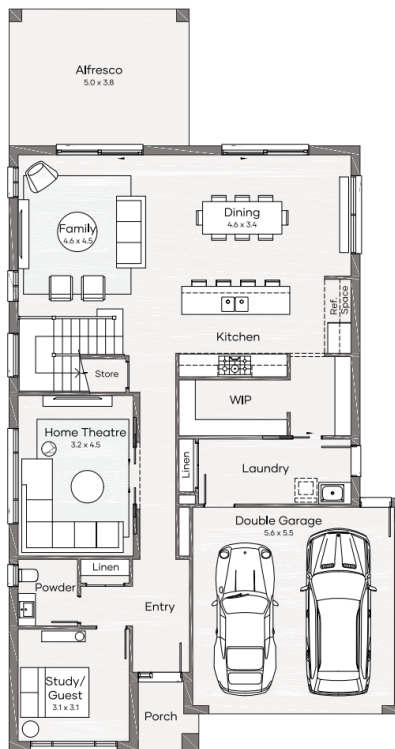 Alfresco
5.0 x 3.8
Family
4.6 x 4.5
Dining
4.6 x 3.4
Ref.
Space
Kitchen
Store
WIP
Home Theatre
3.2 x 4.5
Linen
Laundry
Double Garage
5.6 x 5.5
Linen
Powder
Entry
Study/
Guest
3.1 x 3.1
Porch